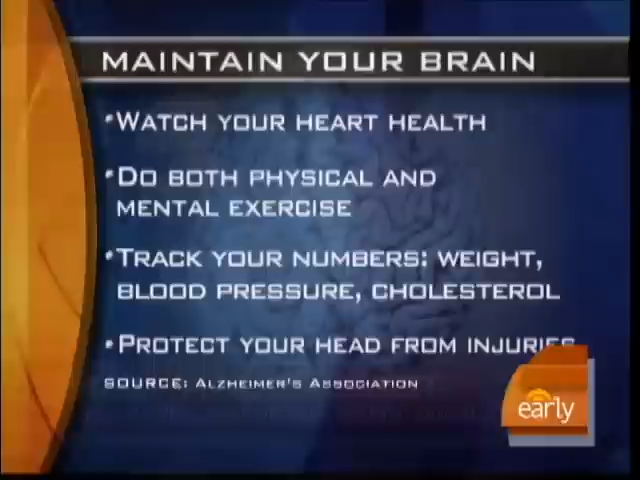 MAINTAIN YOUR BRAIN
•WATCH YOUR HEART HEALTH
•DO BOTH PHYSICAL AND
MENTAL EXERCISE
•TRACK YOUR NUMBERS: WEIGHT,
BLOOD PRESSURE, CHOLESTEROL
•PROTECT YOUR HEAD FROM INJURIES
SOURCE: ALZHEIMER'S ASSOCIATION
early